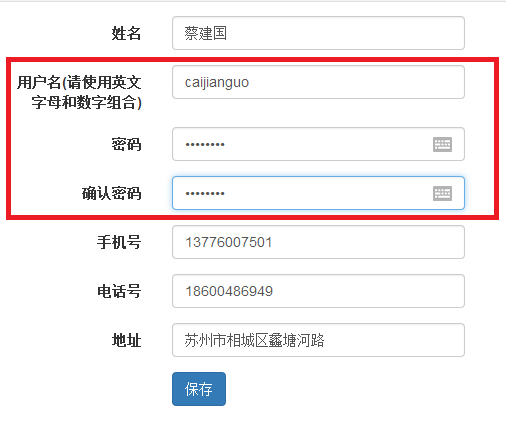 姓名 蔡建国
用户名(请使用英文
字母和数字组合) caijianguo
密码 ••••••••
确认密码 ••••••••
手机号 13776007501
电话号 18600486949
地址 苏州市相城区蠡塘河路
保存